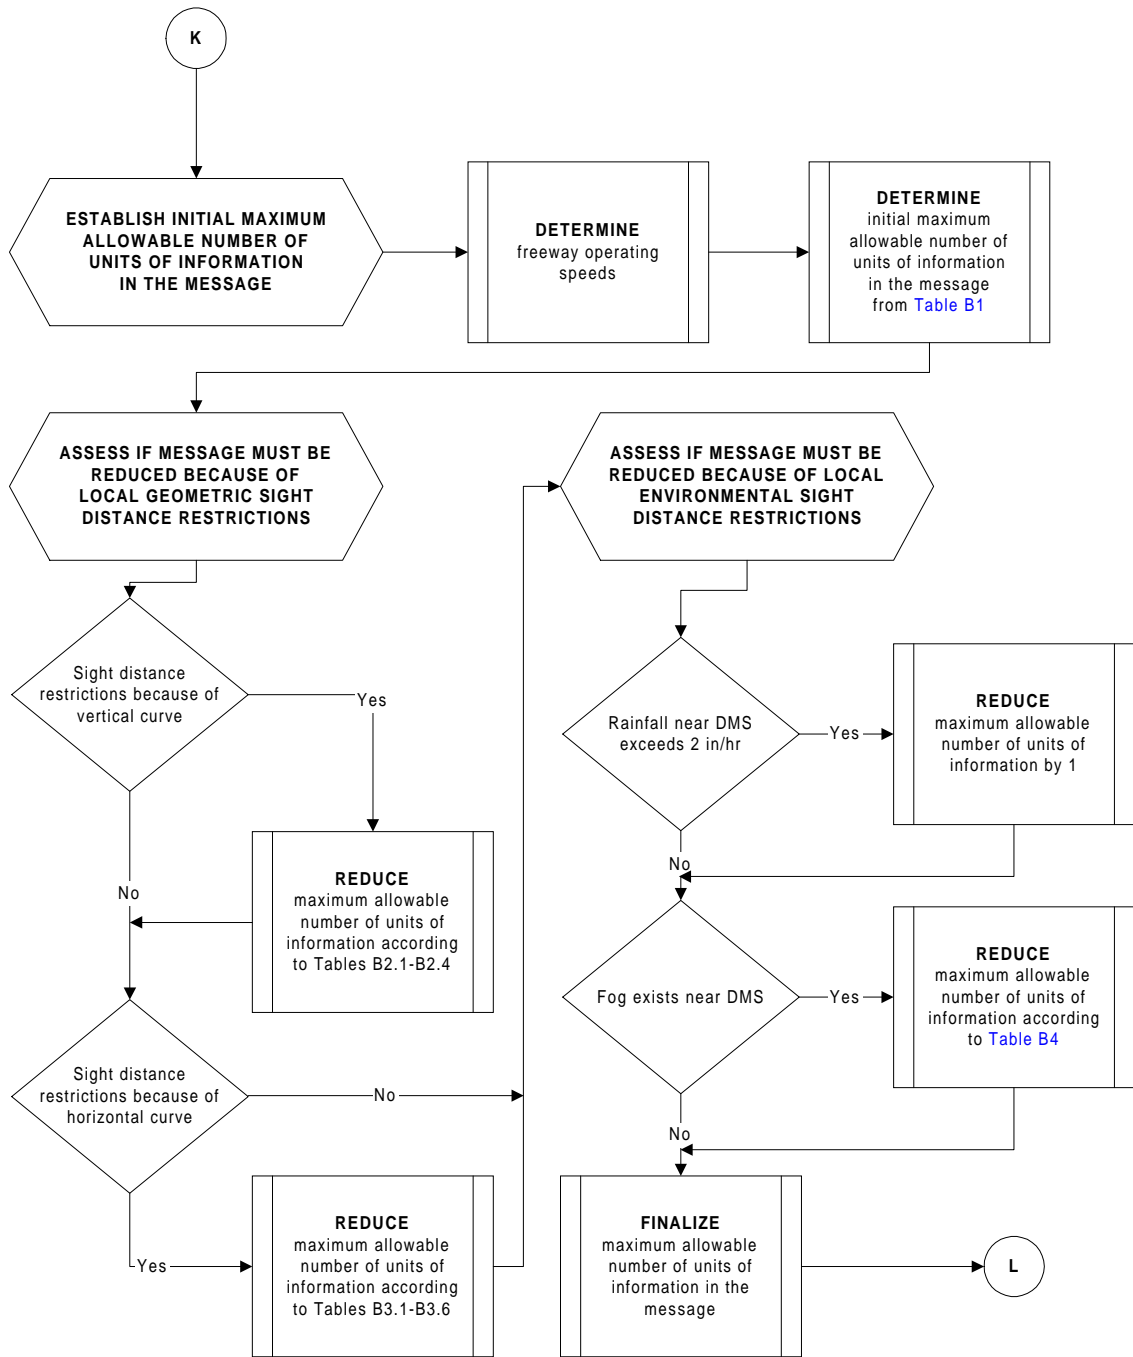 K
ESTABLISH INITIAL MAXIMUM
ALLOWABLE NUMBER OF
UNITS OF INFORMATION
IN THE MESSAGE
DETERMINE
freeway operating
speeds
DETERMINE
initial maximum
allowable number of
units of information
in the message
from Table B1
ASSESS IF MESSAGE MUST BE
REDUCED BECAUSE OF
LOCAL GEOMETRIC SIGHT
DISTANCE RESTRICTIONS
Sight distance
restrictions because of
vertical curve
Yes
REDUCE
maximum allowable
number of units of
information according
to Tables B2.1-B2.4
No
Sight distance
restrictions because of
horizontal curve
No
Yes
REDUCE
maximum allowable
number of units of
information according
to Tables B3.1-B3.6
ASSESS IF MESSAGE MUST BE
REDUCED BECAUSE OF LOCAL
ENVIRONMENTAL SIGHT
DISTANCE RESTRICTIONS
Rainfall near DMS
exceeds 2 in/hr
Yes
REDUCE
maximum allowable
number of units of
information by 1
No
Fog exists near DMS
Yes
REDUCE
maximum allowable
number of units of
information according
to Table B4
No
FINALIZE
maximum allowable
number of units of
information in the
message
L